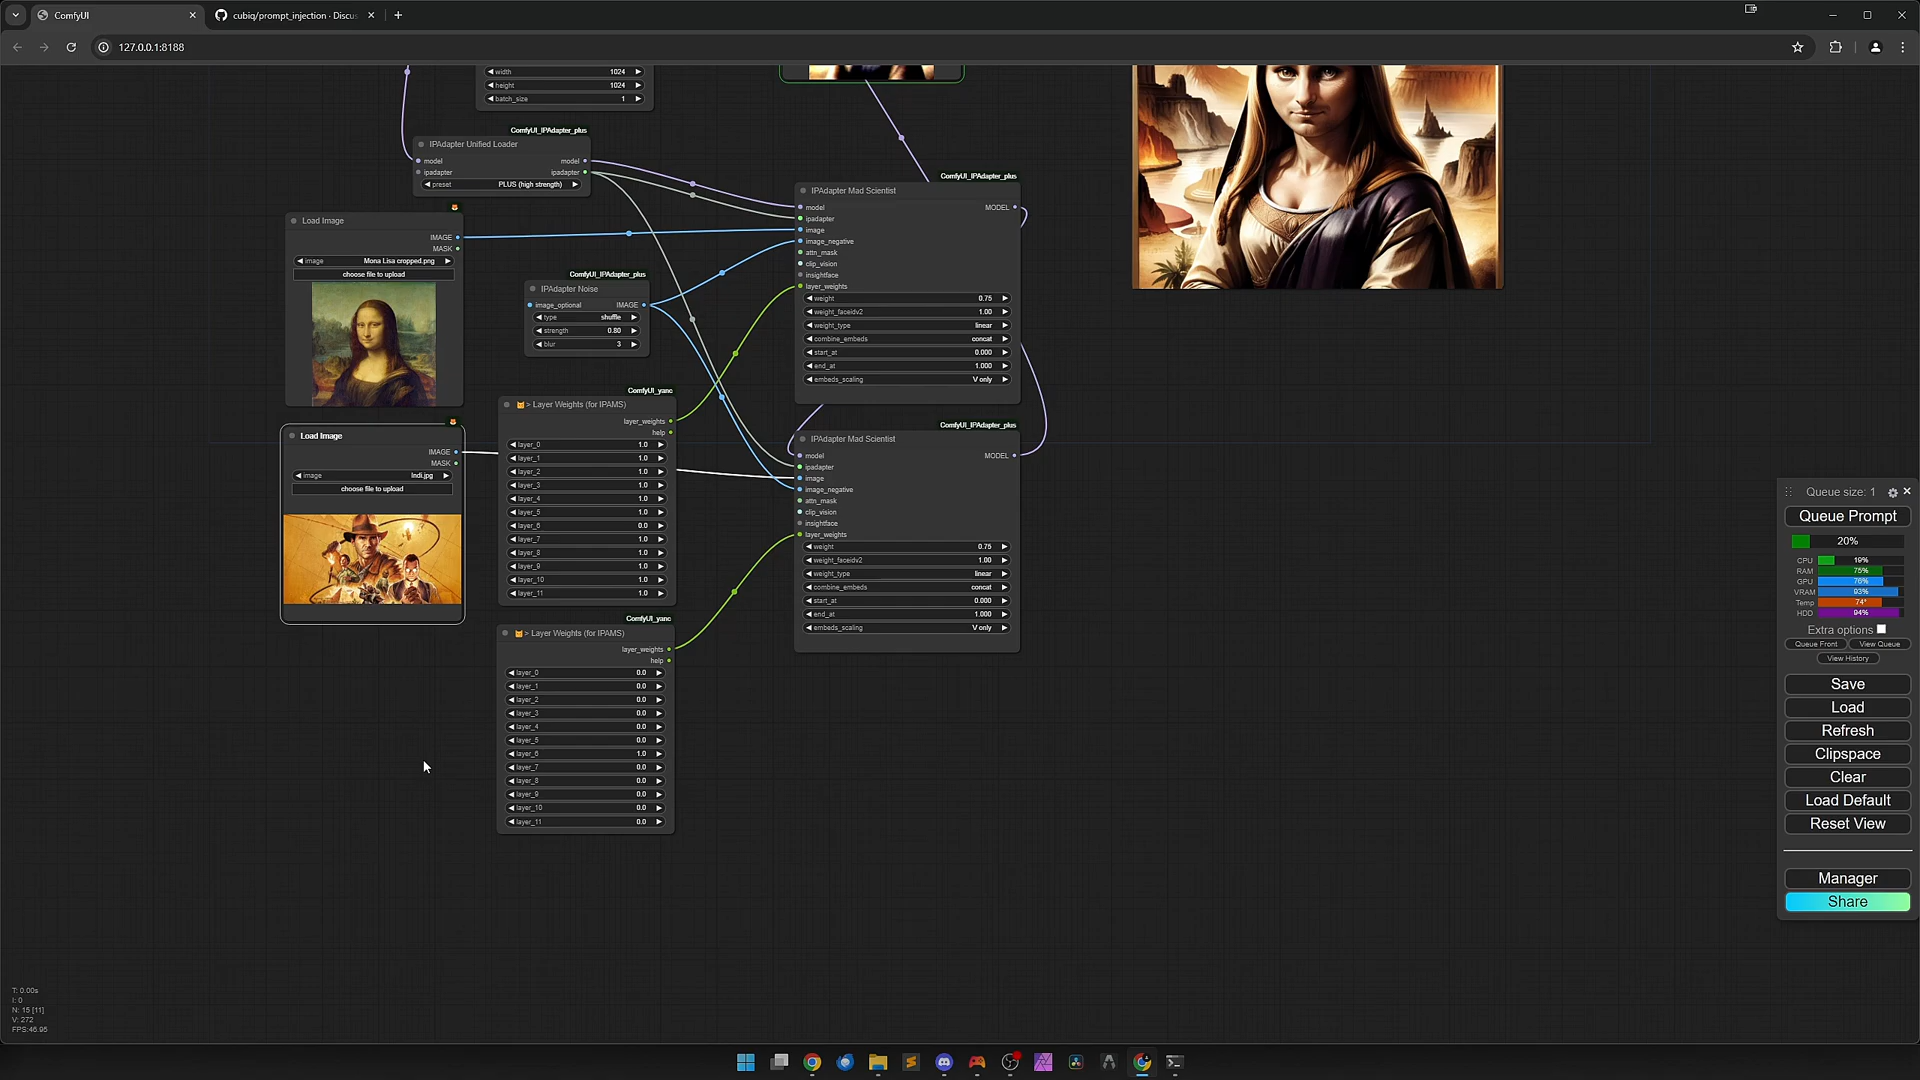 ComfyUI
cubiq/prompt_injection · Discus
127.0.0.1:8188
width 1024
height 1024
batch_size 1
ComfyUI_IPAdapter_plus
IPAdapter Unified Loader
model model
ipadapter ipadapter
preset PLUS (high strength)
Load Image
IMAGE
MASK
image Mona Lisa cropped.png
choose file to upload
ComfyUI_IPAdapter_plus
IPAdapter Noise
image_optional IMAGE
type shuffle
strength 0.80
blur 3
Load Image
IMAGE
MASK
image Indi.jpg
choose file to upload
ComfyUI_yanc
> Layer Weights (for IPAMS)
layer_weights
help
layer_0 1.0
layer_1 1.0
layer_2 1.0
layer_3 1.0
layer_4 1.0
layer_5 1.0
layer_6 0.0
layer_7 1.0
layer_8 1.0
layer_9 1.0
layer_10 1.0
layer_11 1.0
ComfyUI_yanc
> Layer Weights (for IPAMS)
layer_weights
help
layer_0 0.0
layer_1 0.0
layer_2 0.0
layer_3 0.0
layer_4 0.0
layer_5 0.0
layer_6 1.0
layer_7 0.0
layer_8 0.0
layer_9 0.0
layer_10 0.0
layer_11 0.0
ComfyUI_IPAdapter_plus
IPAdapter Mad Scientist
model MODEL
ipadapter
image
image_negative
attn_mask
clip_vision
insightface
layer_weights
weight 0.75
weight_faceidv2 1.00
weight_type linear
combine_embeds concat
start_at 0.000
end_at 1.000
embeds_scaling V only
ComfyUI_IPAdapter_plus
IPAdapter Mad Scientist
model MODEL
ipadapter
image
image_negative
attn_mask
clip_vision
insightface
layer_weights
weight 0.75
weight_faceidv2 1.00
weight_type linear
combine_embeds concat
start_at 0.000
end_at 1.000
embeds_scaling V only
Queue size: 1
Queue Prompt
20%
CPU 19%
RAM 75%
GPU 76%
VRAM 93%
Temp 74°
HDD 94%
Extra options
Queue Front View Queue
View History
Save
Load
Refresh
Clipspace
Clear
Load Default
Reset View
Manager
Share
T: 0.00s
I: 0
N: 15 [11]
V: 272
FPS:46.95